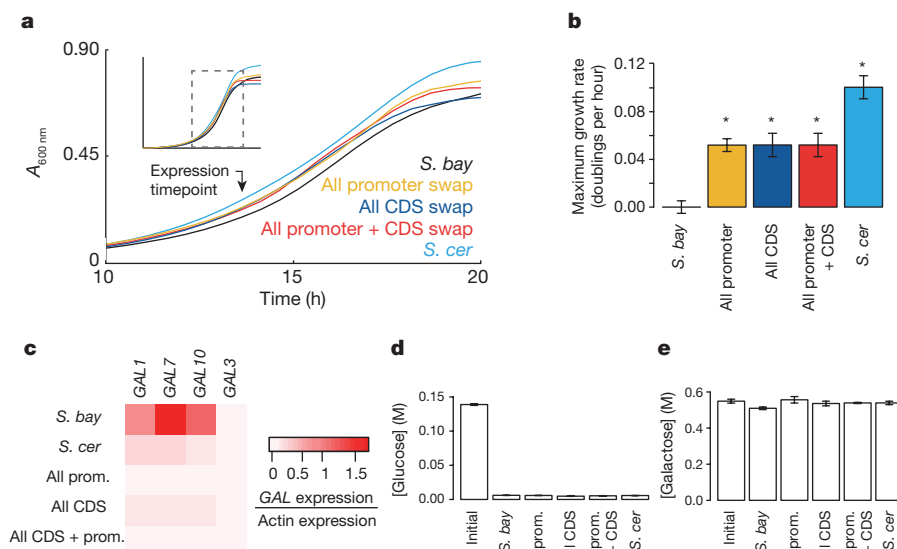 a
0.90
0.45
0
A600 nm
Expression
timepoint
S. bay
All promoter swap
All CDS swap
All promoter + CDS swap
S. cer
10
15
20
Time (h)
b
Maximum growth rate
(doublings per hour)
0.12
0.08
0.04
0.00
*
*
*
*
S. bay
All promoter
All CDS
All promoter
+ CDS
S. cer
c
GAL1
GAL7
GAL10
GAL3
S. bay
S. cer
All prom.
All CDS
All CDS + prom.
0 0.5 1 1.5
GAL expression
Actin expression
d
[Glucose] (M)
0.15
0.10
0.05
0.00
Initial
S. bay
prom.
l CDS
prom.
- CDS
S. cer
e
[Galactose] (M)
0.6
0.4
0.2
0.0
Initial
S. bay
prom.
l CDS
prom.
- CDS
S. cer